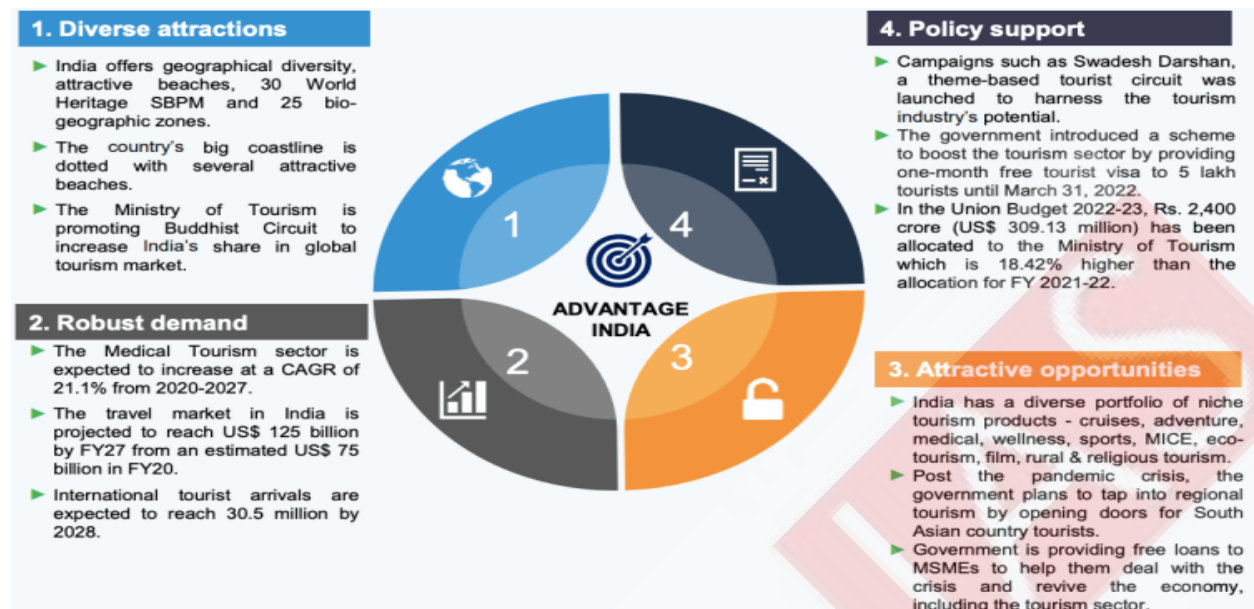 1. Diverse attractions
India offers geographical diversity,
attractive beaches, 30 World
Heritage SBPM and 25 bio-
geographic zones.
The country's big coastline is
dotted with several attractive
beaches.
The Ministry of Tourism is
promoting Buddhist Circuit to
increase India's share in global
tourism market.
2. Robust demand
The Medical Tourism sector is
expected to increase at a CAGR of
21.1% from 2020-2027.
The travel market in India is
projected to reach US$ 125 billion
by FY27 from an estimated US$ 75
billion in FY20.
International tourist arrivals are
expected to reach 30.5 million by
2028.
1
4
ADVANTAGE
INDIA
2
3
4. Policy support
Campaigns such as Swadesh Darshan,
a theme-based tourist circuit was
launched to harness the tourism
industry's potential.
The government introduced a scheme
to boost the tourism sector by providing
one-month free tourist visa to 5 lakh
tourists until March 31, 2022.
In the Union Budget 2022-23, Rs. 2,400
crore (US$ 309.13 million) has been
allocated to the Ministry of Tourism
which is 18.42% higher than the
allocation for FY 2021-22.
3. Attractive opportunities
India has a diverse portfolio of niche
tourism products - cruises, adventure,
medical, wellness, sports, MICE, eco-
tourism, film, rural & religious tourism.
Post the pandemic crisis, the
government plans to tap into regional
tourism by opening doors for South
Asian country tourists.
Government is providing free loans to
MSMEs to help them deal with the
crisis and revive the economy,
including the tourism sector.
IAS